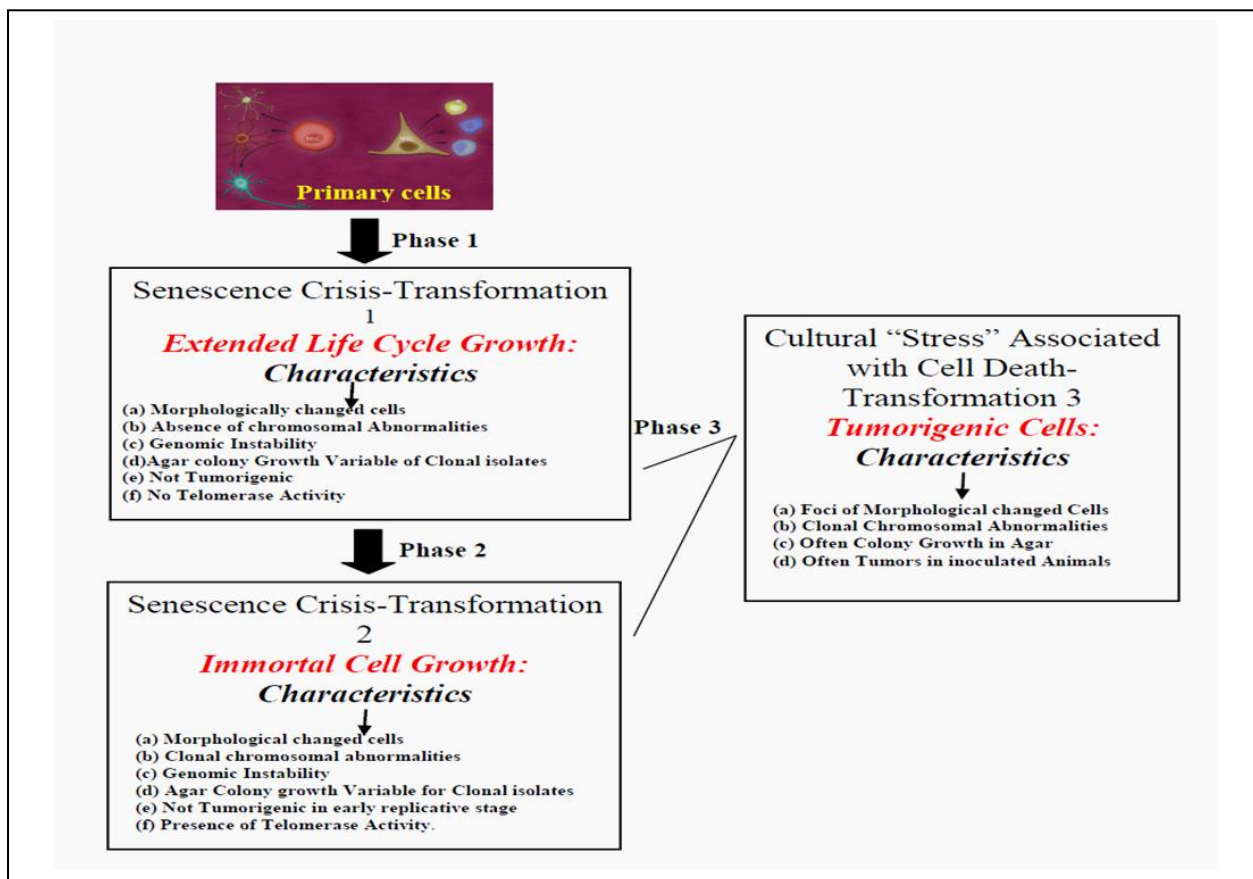 Primary cells
Phase 1
Senescence Crisis-Transformation
1
Extended Life Cycle Growth:
Characteristics
(a) Morphologically changed cells
(b) Absence of chromosomal Abnormalities
(c) Genomic Instability
(d)Agar colony Growth Variable of Clonal isolates
(e) Not Tumorigenic
(f) No Telomerase Activity
Phase 2
Senescence Crisis-Transformation
2
Immortal Cell Growth:
Characteristics
(a) Morphological changed cells
(b) Clonal chromosomal abnormalities
(c) Genomic Instability
(d) Agar Colony growth Variable for Clonal isolates
(e) Not Tumorigenic in early replicative stage
(f) Presence of Telomerase Activity.
Phase 3
Cultural “Stress” Associated
with Cell Death-
Transformation 3
Tumorigenic Cells:
Characteristics
(a) Foci of Morphological changed Cells
(b) Clonal Chromosomal Abnormalities
(c) Often Colony Growth in Agar
(d) Often Tumors in inoculated Animals